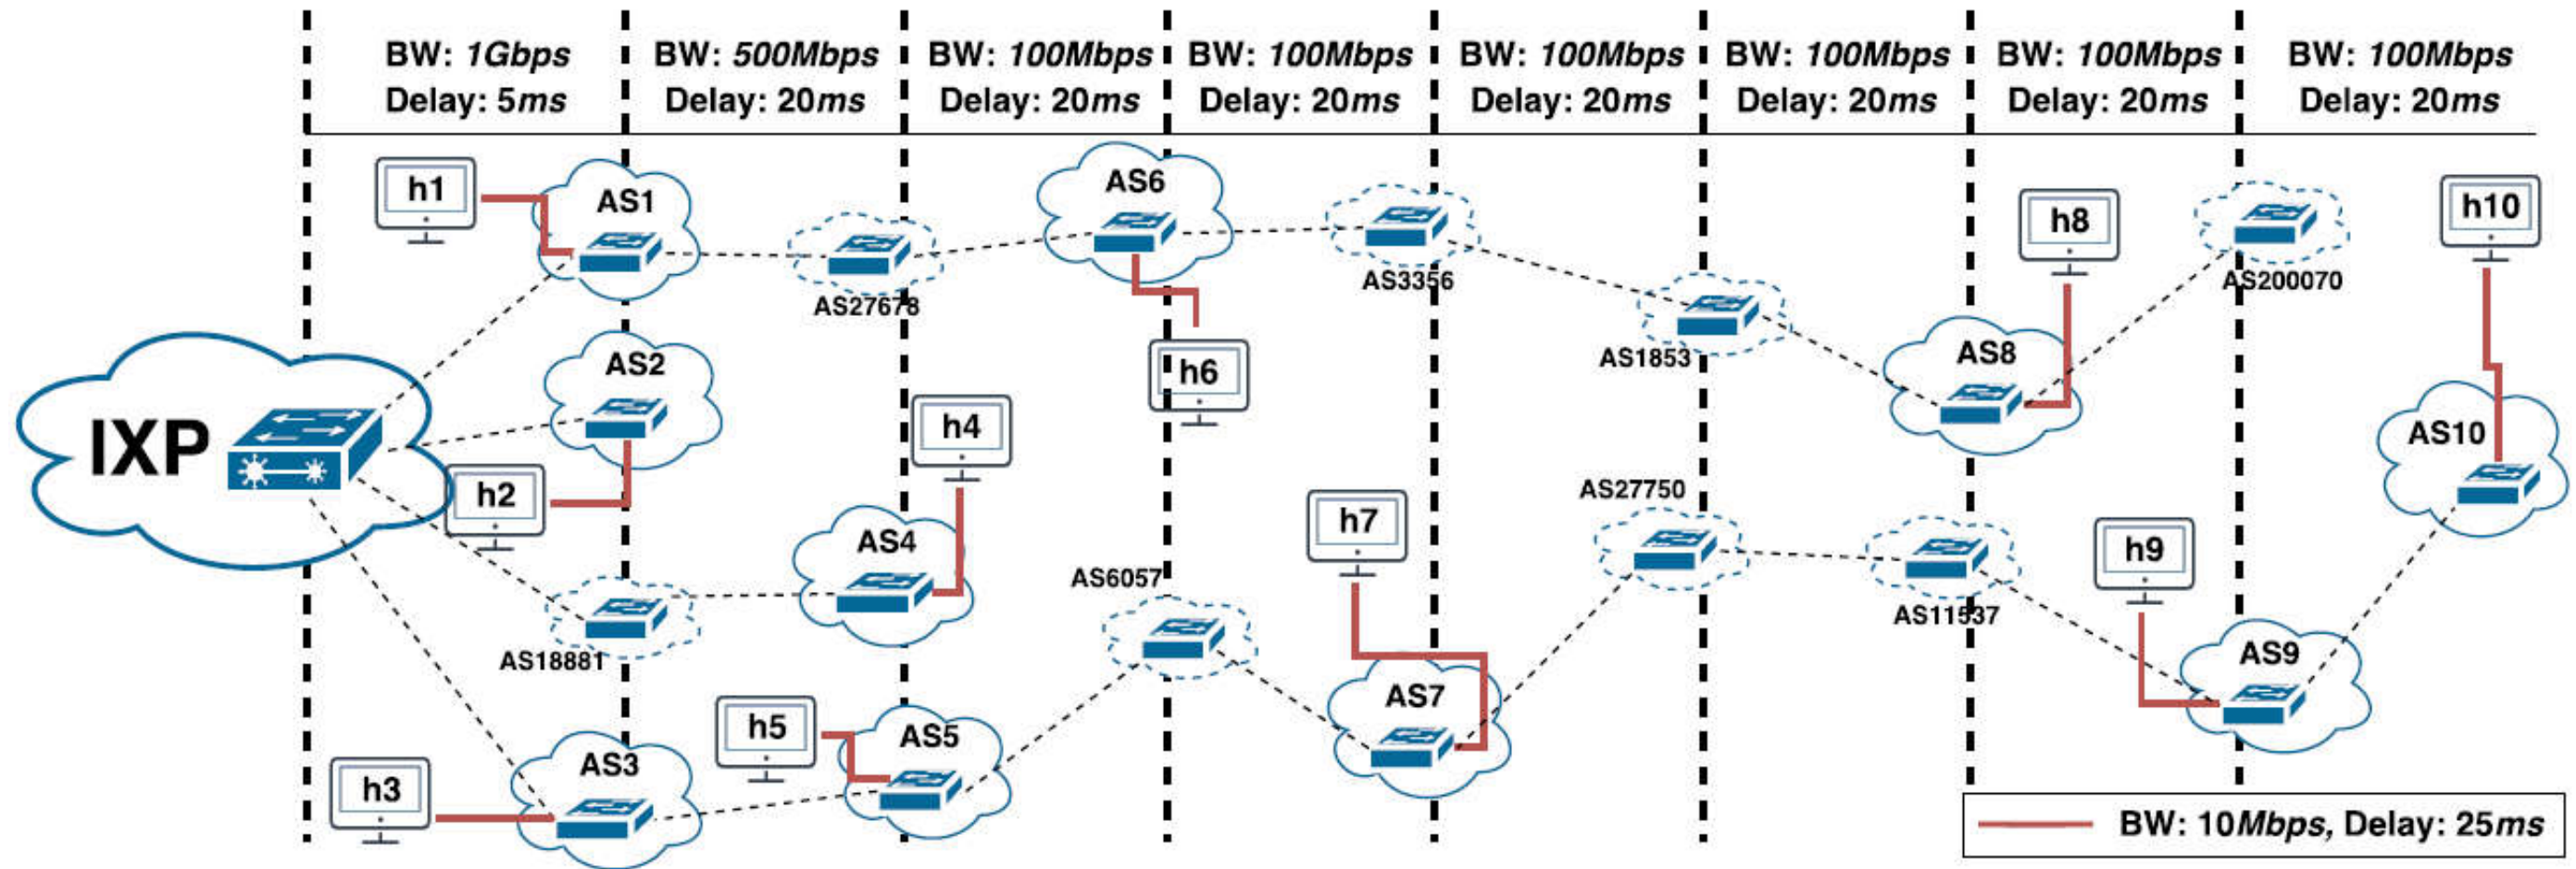 BW: 1Gbps
Delay: 5ms
BW: 500Mbps
Delay: 20ms
BW: 100Mbps
Delay: 20ms
BW: 100Mbps
Delay: 20ms
BW: 100Mbps
Delay: 20ms
BW: 100Mbps
Delay: 20ms
BW: 100Mbps
Delay: 20ms
BW: 100Mbps
Delay: 20ms
h1
AS1
AS27678
AS6
h6
AS3356
AS1853
AS8
h8
AS200070
h10
AS10
IXP
AS2
h2
h4
AS4
AS18881
AS6057
h7
AS7
AS27750
AS11537
h9
AS9
h5
AS5
AS3
h3
BW: 10Mbps, Delay: 25ms